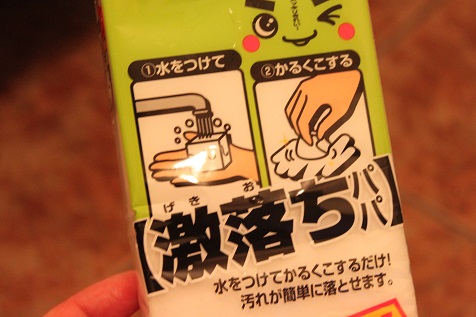 ①水をつけて
②かるくこする
げき お
【激落ちパパ】
水をつけてかるくこするだけ!
汚れが簡単に落とせます。